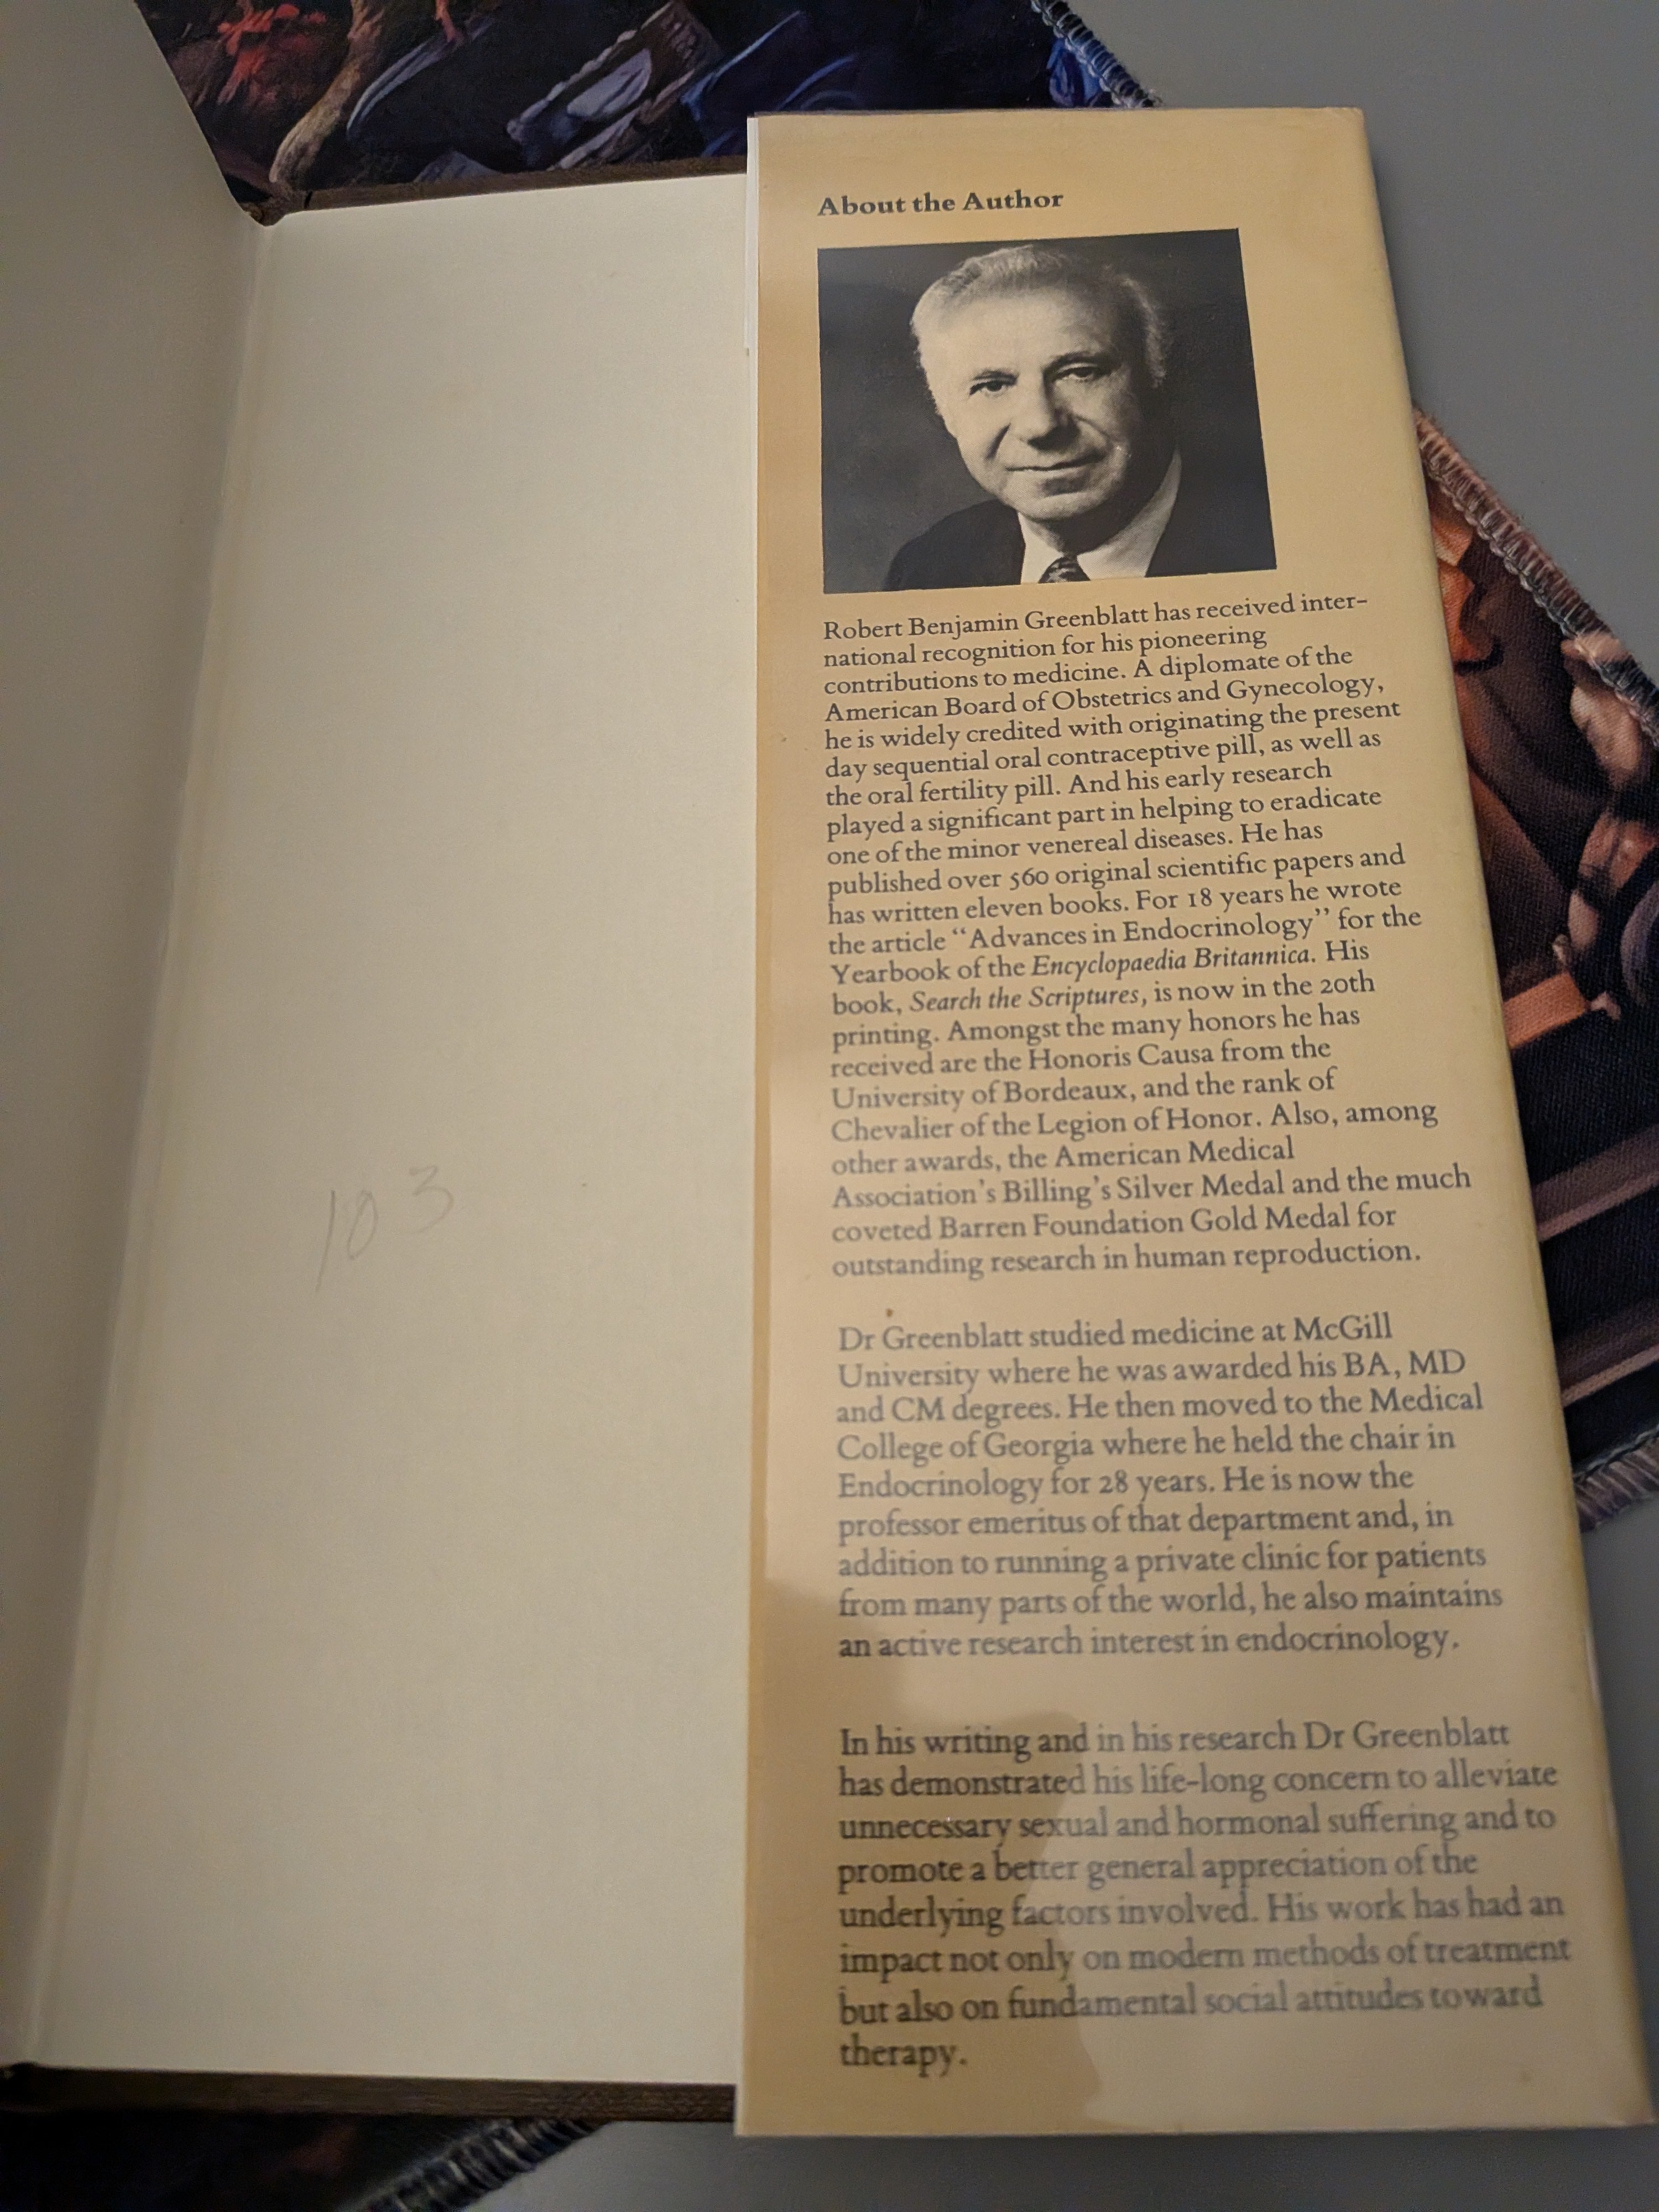 103
About the Author
Robert Benjamin Greenblatt has received inter-
national recognition for his pioneering
contributions to medicine. A diplomate of the
American Board of Obstetrics and Gynecology,
he is widely credited with originating the present
day sequential oral contraceptive pill, as well as
the oral fertility pill. And his early research
played a significant part in helping to eradicate
one of the minor venereal diseases. He has
published over 560 original scientific papers and
has written eleven books. For 18 years he wrote
the article “Advances in Endocrinology” for the
Yearbook of the Encyclopaedia Britannica. His
book, Search the Scriptures, is now in the 20th
printing. Amongst the many honors he has
received are the Honoris Causa from the
University of Bordeaux, and the rank of
Chevalier of the Legion of Honor. Also, among
other awards, the American Medical
Association’s Billing’s Silver Medal and the much
coveted Barren Foundation Gold Medal for
outstanding research in human reproduction.
Dr Greenblatt studied medicine at McGill
University where he was awarded his BA, MD
and CM degrees. He then moved to the Medical
College of Georgia where he held the chair in
Endocrinology for 28 years. He is now the
professor emeritus of that department and, in
addition to running a private clinic for patients
from many parts of the world, he also maintains
an active research interest in endocrinology.
In his writing and in his research Dr Greenblatt
has demonstrated his life-long concern to alleviate
unnecessary sexual and hormonal suffering and to
promote a better general appreciation of the
underlying factors involved. His work has had an
impact not only on modern methods of treatment
but also on fundamental social attitudes toward
therapy.